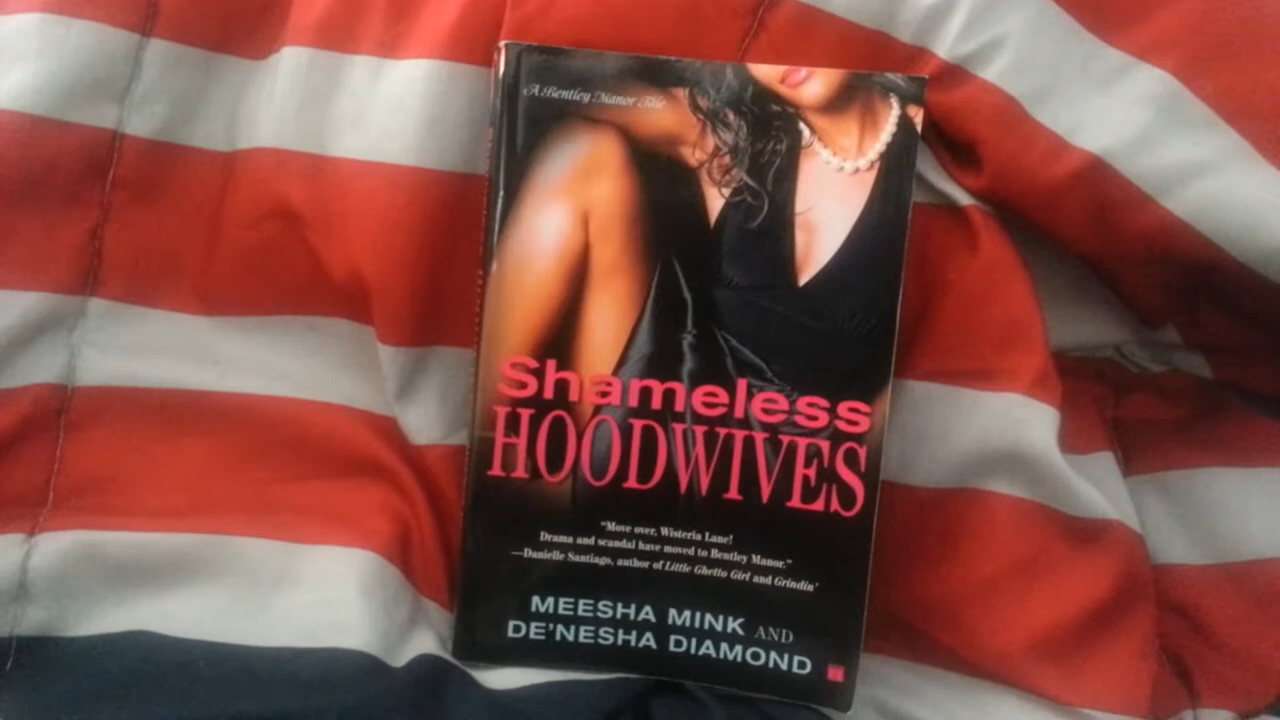 A Bentley Manor Tale
Shameless
HOODWIVES
"Move over, Wisteria Lane!
Drama and scandal have moved to Bentley Manor."
—Danielle Santiago, author of Little Ghetto Girl and Grindin'
MEESHA MINK AND
DE'NESHA DIAMOND